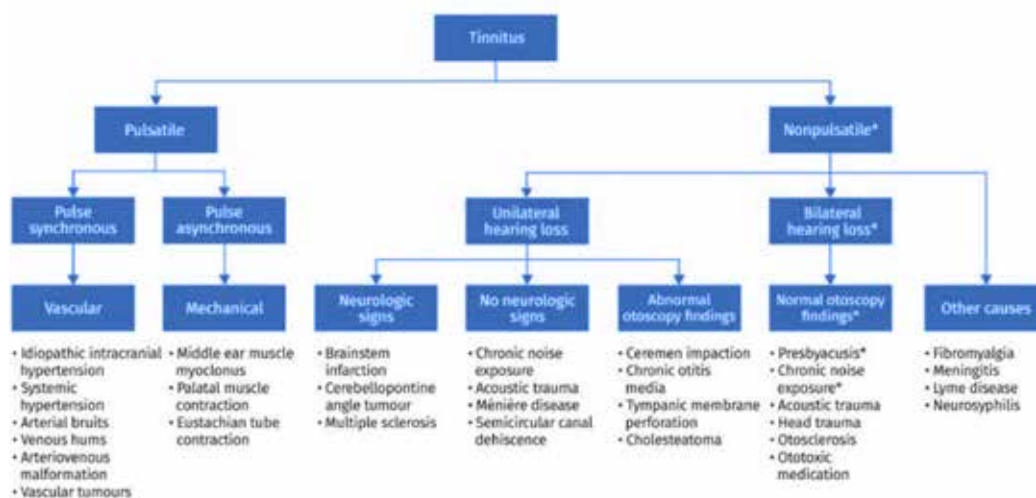 Tinnitus
Pulsatile
Nonpulsatile*
Pulse
synchronous
Pulse
asynchronous
Unilateral
hearing loss
Bilateral
hearing loss*
Vascular
Mechanical
Neurologic
signs
No neurologic
signs
Abnormal
otoscopy findings
Normal otoscopy
findings*
Other causes
• Idiopathic intracranial
hypertension
• Systemic
hypertension
• Arterial bruits
• Venous hums
• Arteriovenous
malformation
• Vascular tumours
• Middle ear muscle
myoclonus
• Palatal muscle
contraction
• Eustachian tube
contraction
• Brainstem
infarction
• Cerebellopontine
angle tumour
• Multiple sclerosis
• Chronic noise
exposure
• Acoustic trauma
• Ménière disease
• Semicircular canal
dehiscence
• Ceremen impaction
• Chronic otitis
media
• Tympanic membrane
perforation
• Cholesteatoma
• Presbyacusis*
• Chronic noise
exposure*
• Acoustic trauma
• Head trauma
• Otosclerosis
• Ototoxic
medication
• Fibromyalgia
• Meningitis
• Lyme disease
• Neurosyphilis